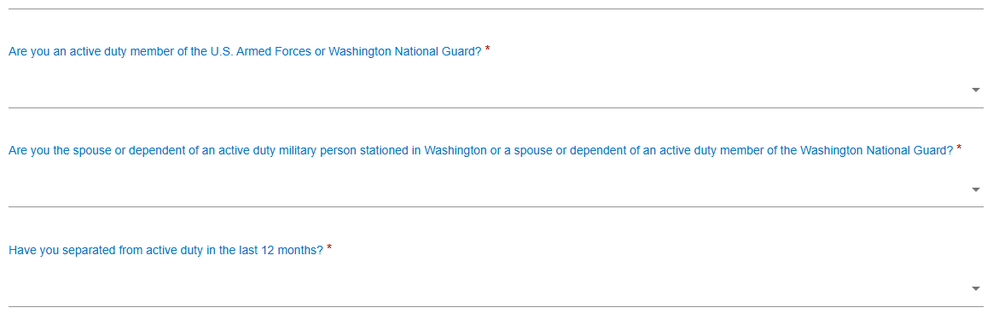 Are you an active duty member of the U.S. Armed Forces or Washington National Guard? *
Are you the spouse or dependent of an active duty military person stationed in Washington or a spouse or dependent of an active duty member of the Washington National Guard? *
Have you separated from active duty in the last 12 months? *